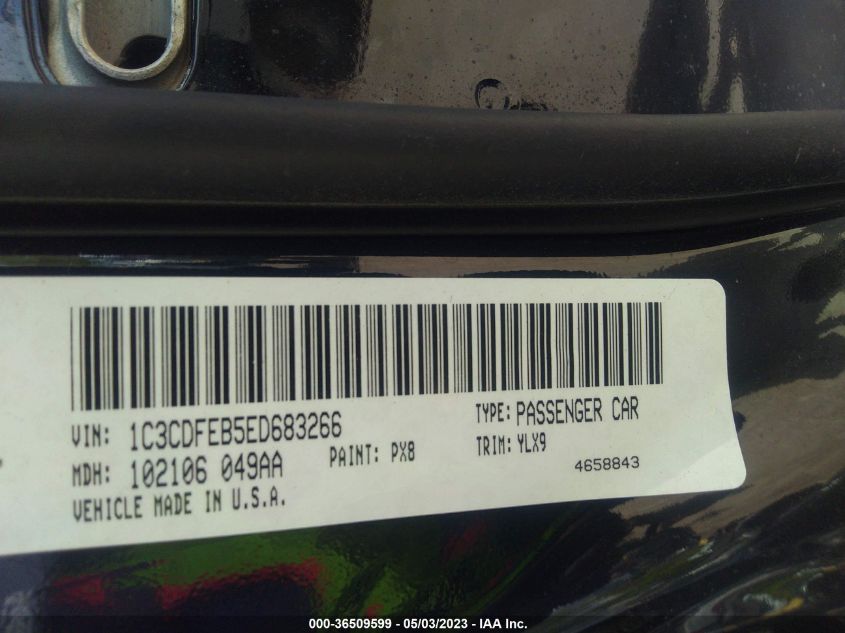 VIN: 1C3CDFEB5ED683266
TYPE: PASSENGER CAR
MDH: 102106 049AA
PAINT: PX8
TRIM: YLX9
VEHICLE MADE IN U.S.A.
4658843
000-36509599 — 05/03/2023 — IAA Inc.